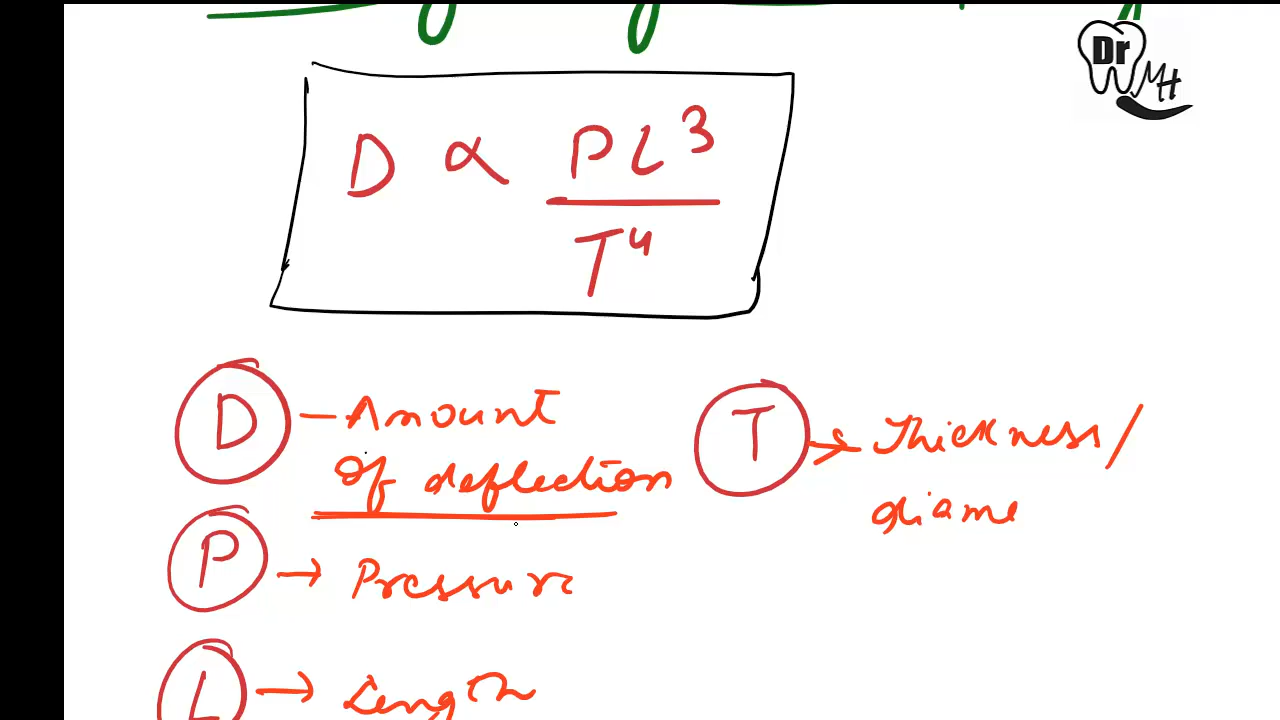 Dr
MH
D ∝ PL³
T⁴
D - Amount
of deflection
P → Pressure
L → Length
T → Thickness/
diame